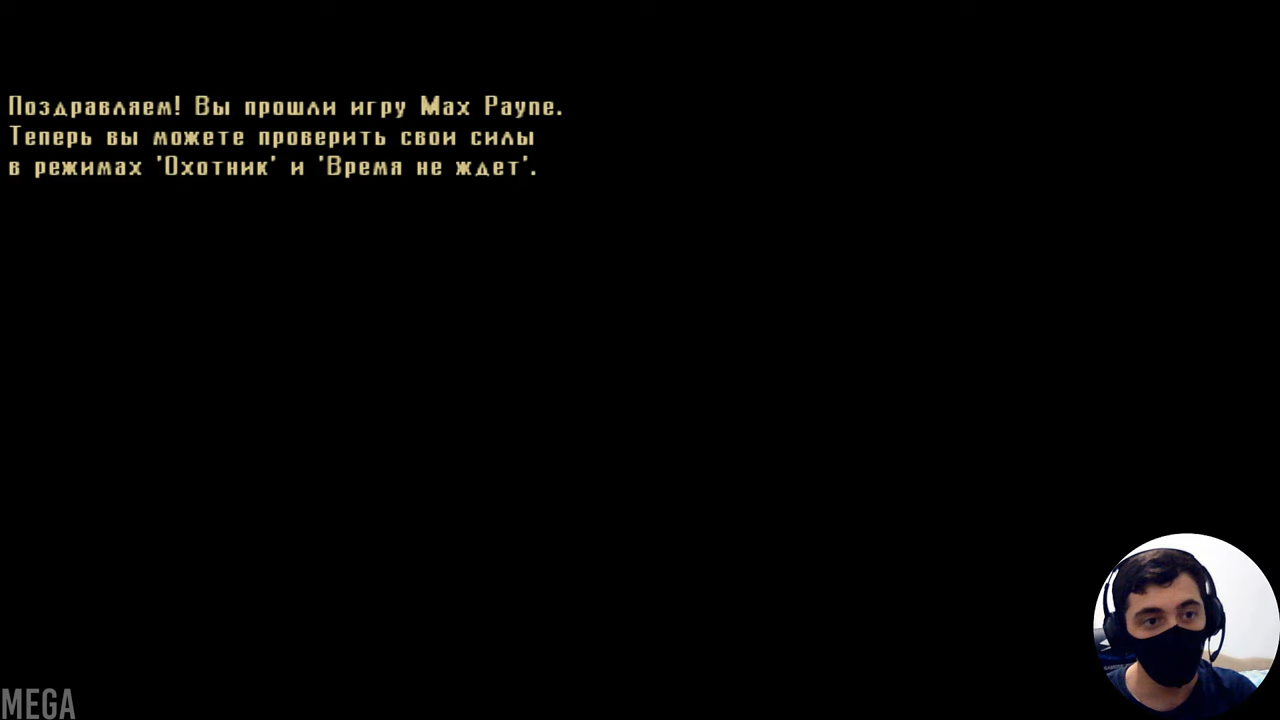 Поздравляем! Вы прошли игру Max Payne.
Теперь вы можете проверить свои силы
в режимах 'Охотник' и 'Время не ждет'.
MEGA